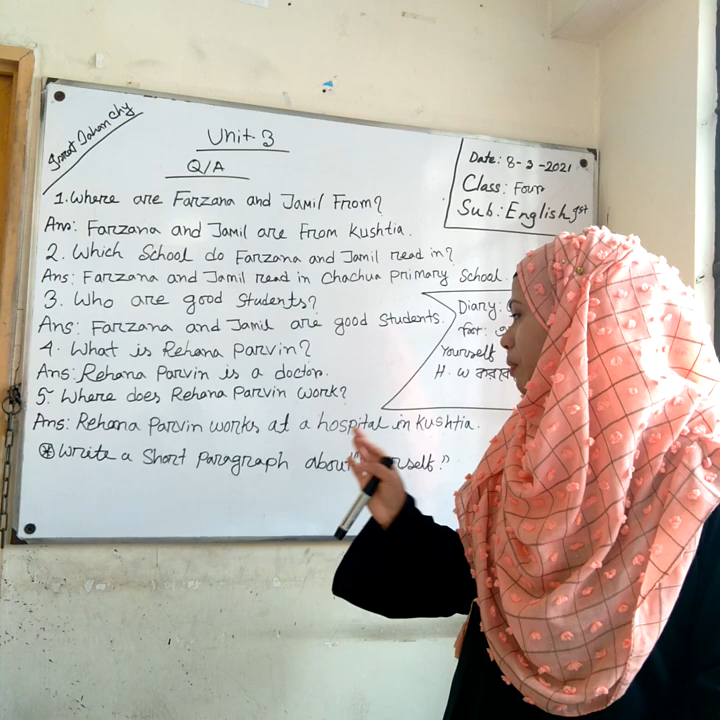 Israt Jahan Chy
Unit 3
Q/A
Date: 8-2-2021
Class: Four
Sub: English 1st
1. Where are Farzana and Jamil From?
Ans: Farzana and Jamil are From Kushtia.
2. Which School do Farzana and Jamil read in?
Ans: Farzana and Jamil read in Chachua primary School.
3. Who are good Students?
Ans: Farzana and Jamil are good Students.
4. What is Rehana Parvin?
Ans: Rehana Parvin is a doctor.
5. Where does Rehana Parvin work?
Ans: Rehana Parvin works at a hospital in Kushtia.
* Write a Short Paragraph about
Diary:
Yourself
H.W করবে